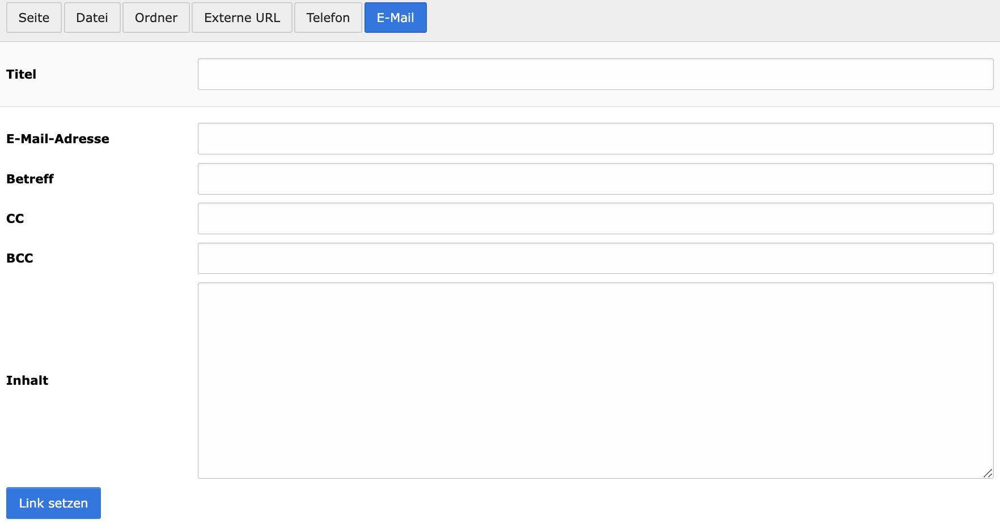 Seite Datei Ordner Externe URL Telefon E-Mail
Titel
E-Mail-Adresse
Betreff
CC
BCC
Inhalt
Link setzen